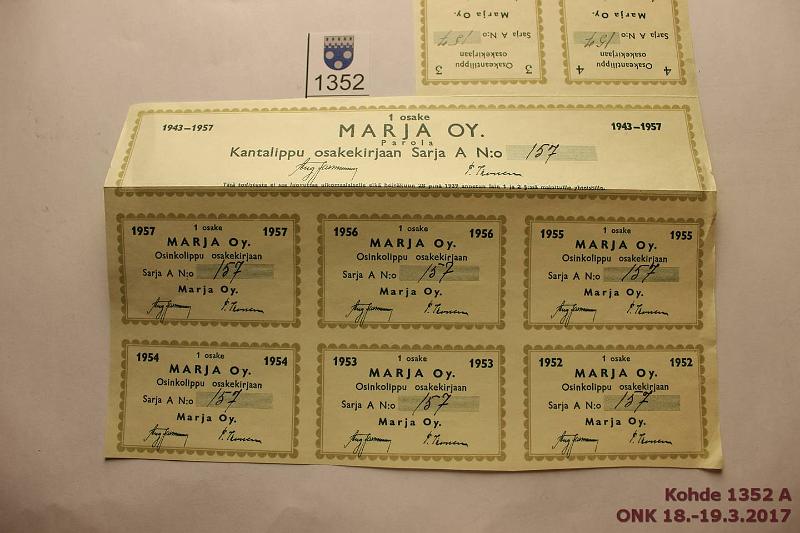 Marja Oy.
Sarja A N:o 157
osakekirjaan
Osakeantilippu
3
Marja Oy.
Sarja A N:o 157
osakekirjaan
Osakeantilippu
4
1352
1943–1957
1 osake
MARJA OY.
Parola
1943–1957
Kantalippu osakekirjaan Sarja A N:o 157
1957 1 osake 1957
MARJA Oy.
Osinkolippu osakekirjaan
Sarja A N:o 157
Marja Oy.
1956 1 osake 1956
MARJA Oy.
Osinkolippu osakekirjaan
Sarja A N:o 157
Marja Oy.
1955 1 osake 1955
MARJA Oy.
Osinkolippu osakekirjaan
Sarja A N:o 157
Marja Oy.
1954 1 osake 1954
MARJA Oy.
Osinkolippu osakekirjaan
Sarja A N:o 157
Marja Oy.
1953 1 osake 1953
MARJA Oy.
Osinkolippu osakekirjaan
Sarja A N:o 157
Marja Oy.
1952 1 osake 1952
MARJA Oy.
Osinkolippu osakekirjaan
Sarja A N:o 157
Marja Oy.
Kohde 1352 A
ONK 18.-19.3.2017